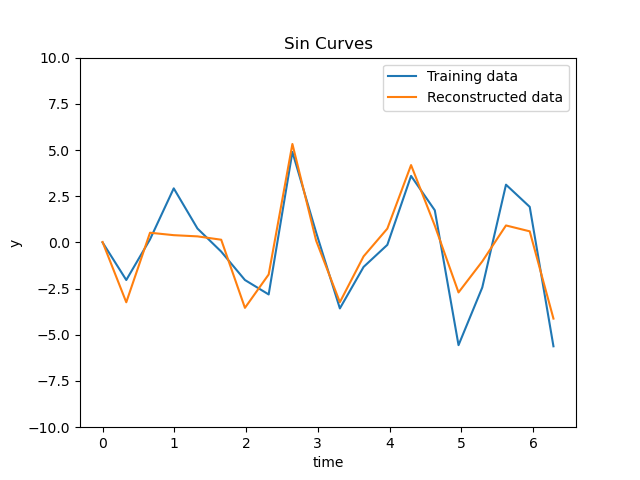 Sin Curves
Training data
Reconstructed data
10.0
7.5
5.0
2.5
0.0
−2.5
−5.0
−7.5
−10.0
y
0 1 2 3 4 5 6
time